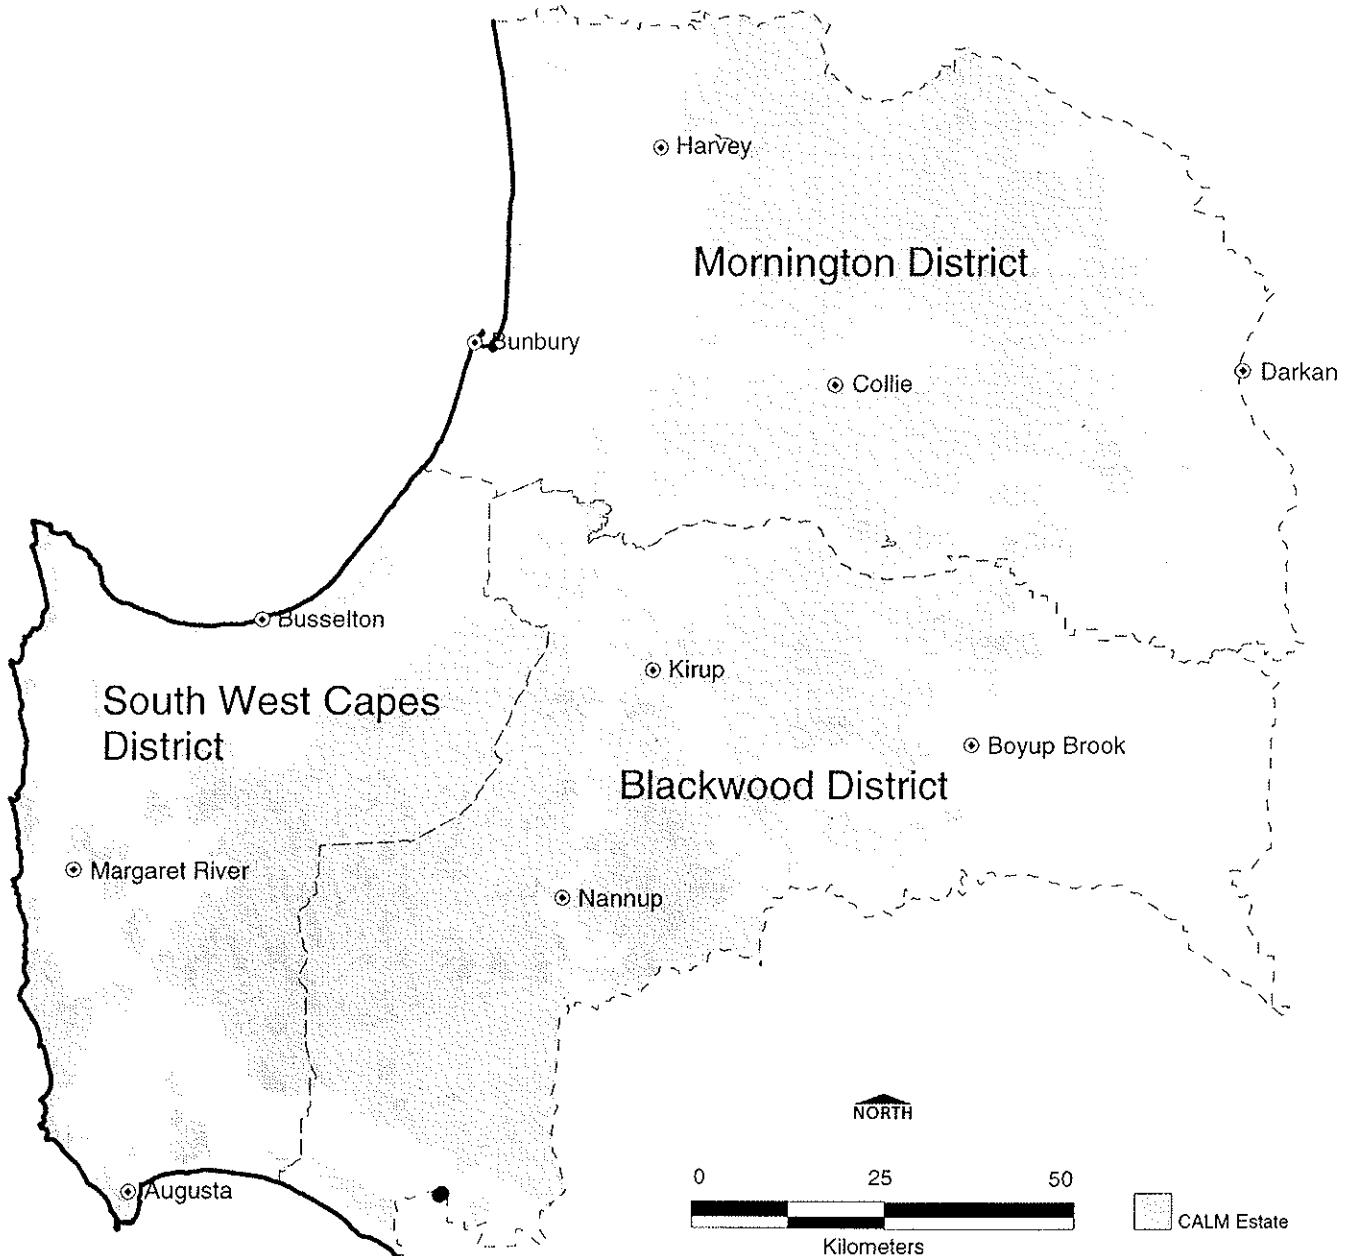 Harvey
Mornington District
Bunbury
Darkan
Collie
Busselton
Kirup
South West Capes
District
Boyup Brook
Blackwood District
Margaret River
Nannup
NORTH
0 25 50
Augusta
CALM Estate
Kilometers